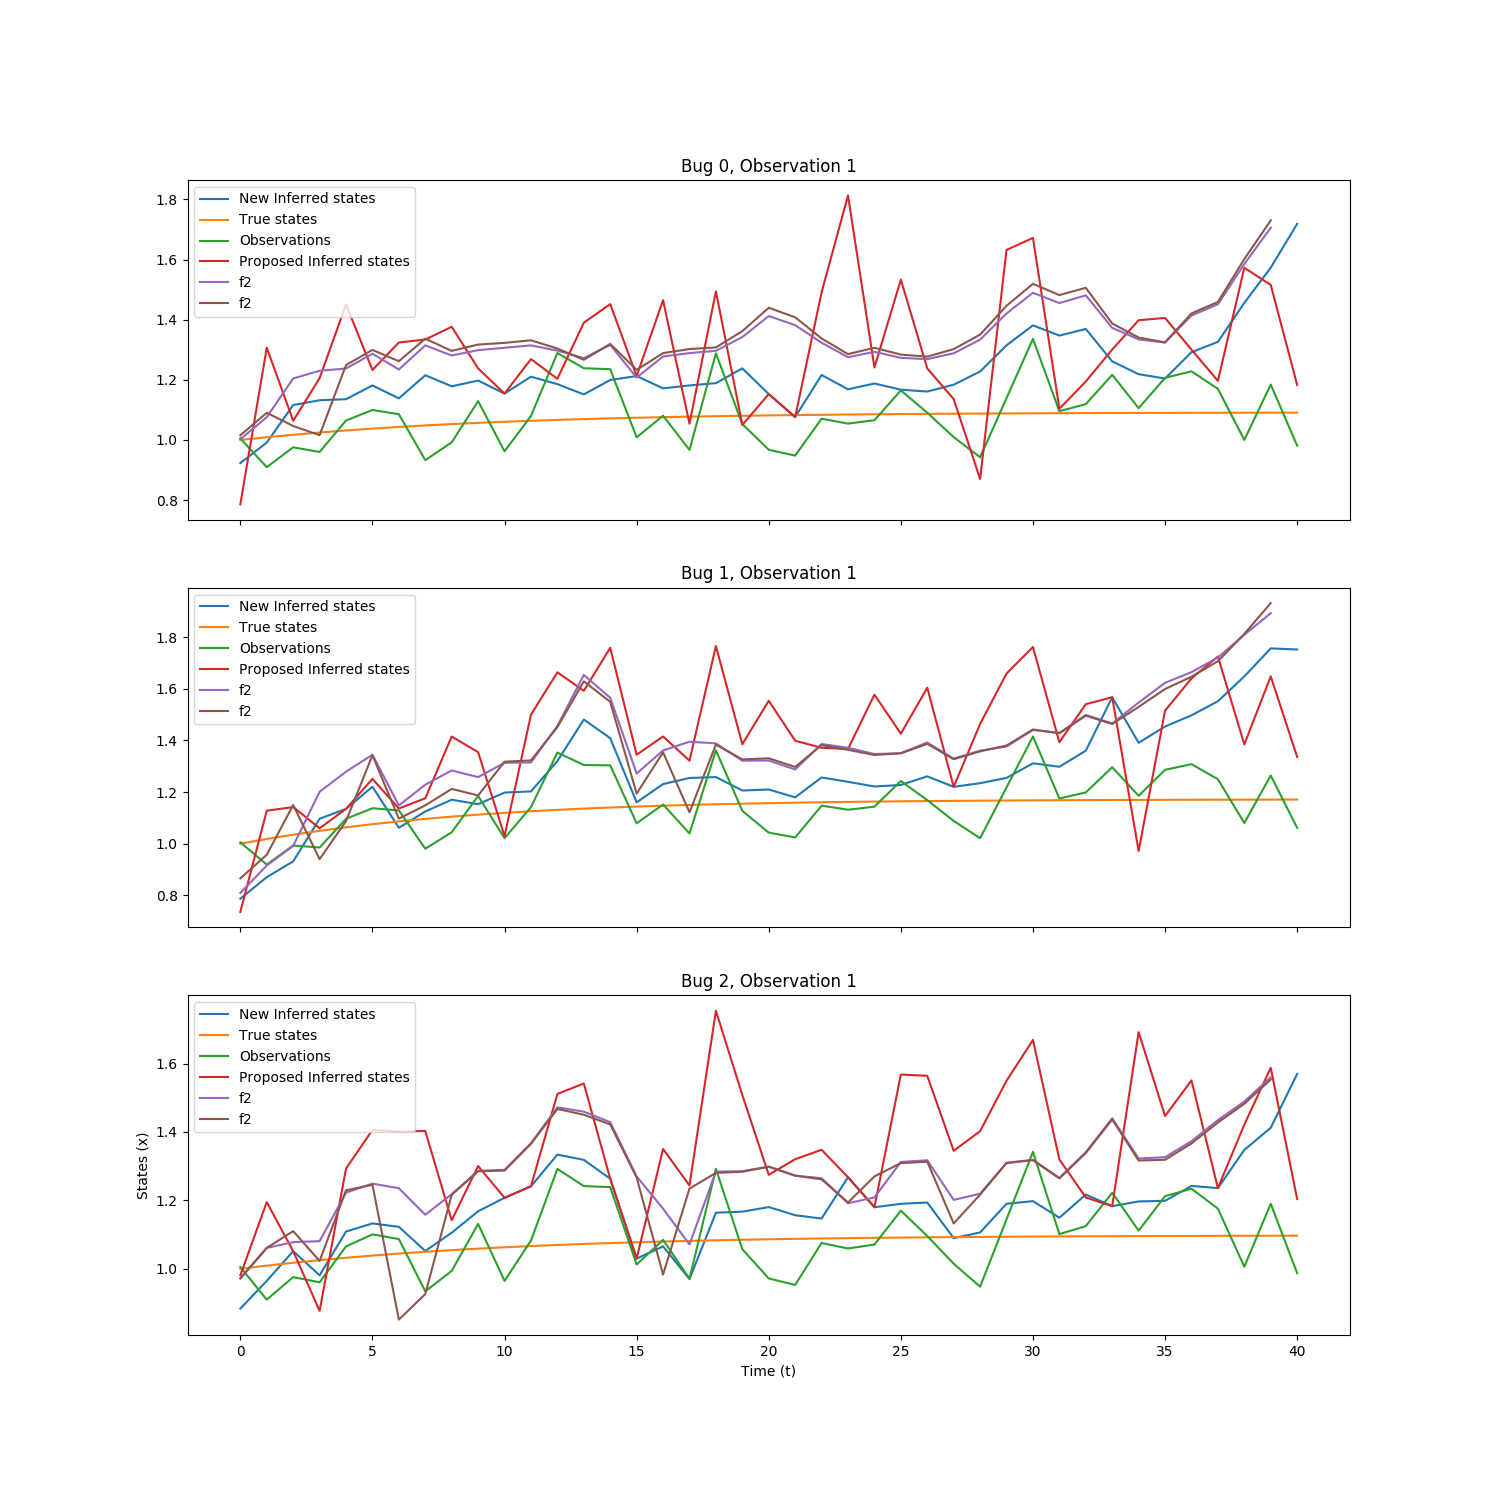 Bug 0, Observation 1
New Inferred states
True states
Observations
Proposed Inferred states
f2
f2
1.8
1.6
1.4
1.2
1.0
0.8
Bug 1, Observation 1
New Inferred states
True states
Observations
Proposed Inferred states
f2
f2
1.8
1.6
1.4
1.2
1.0
0.8
Bug 2, Observation 1
New Inferred states
True states
Observations
Proposed Inferred states
f2
f2
1.6
1.4
1.2
1.0
States (x)
0 5 10 15 20 25 30 35 40
Time (t)